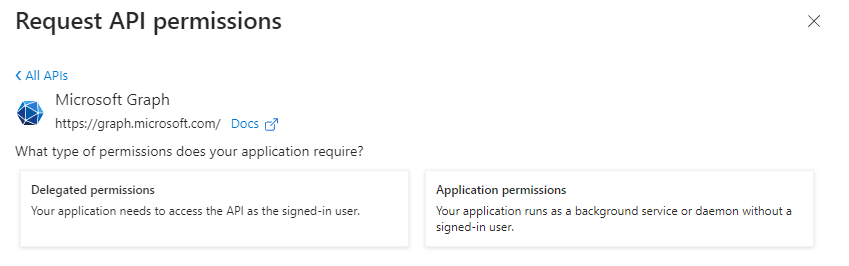 Request API permissions
All APIs
Microsoft Graph
https://graph.microsoft.com/ Docs
What type of permissions does your application require?
Delegated permissions
Your application needs to access the API as the signed-in user.
Application permissions
Your application runs as a background service or daemon without a
signed-in user.